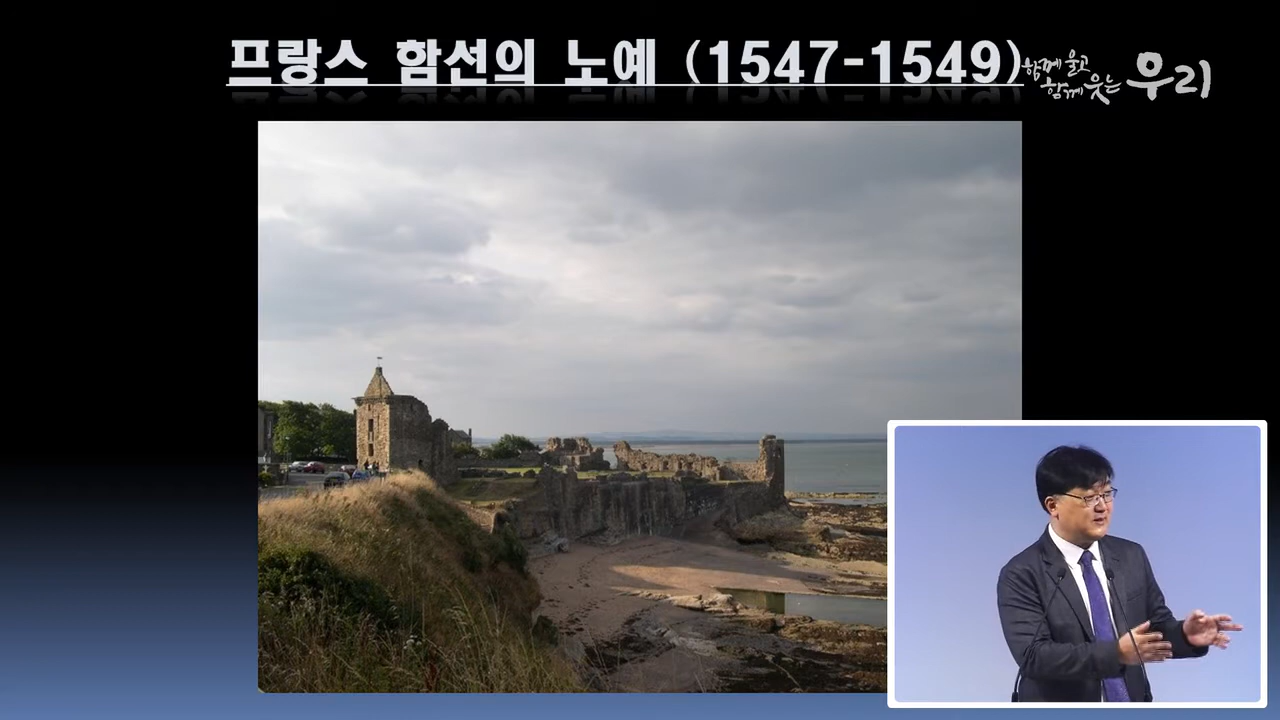 프랑스 함선의 노예 (1547-1549)
함께 울고
함께 웃는 우리